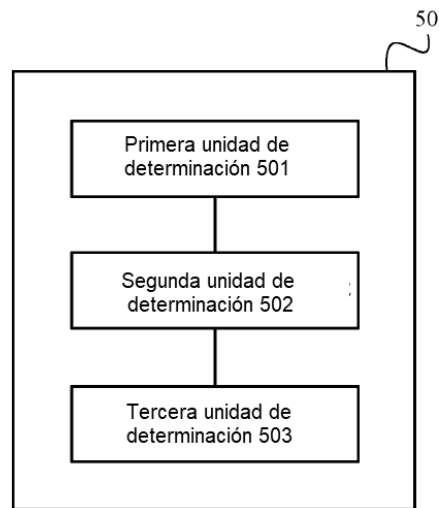 50
Primera unidad de
determinación 501
Segunda unidad de
determinación 502
Tercera unidad de
determinación 503